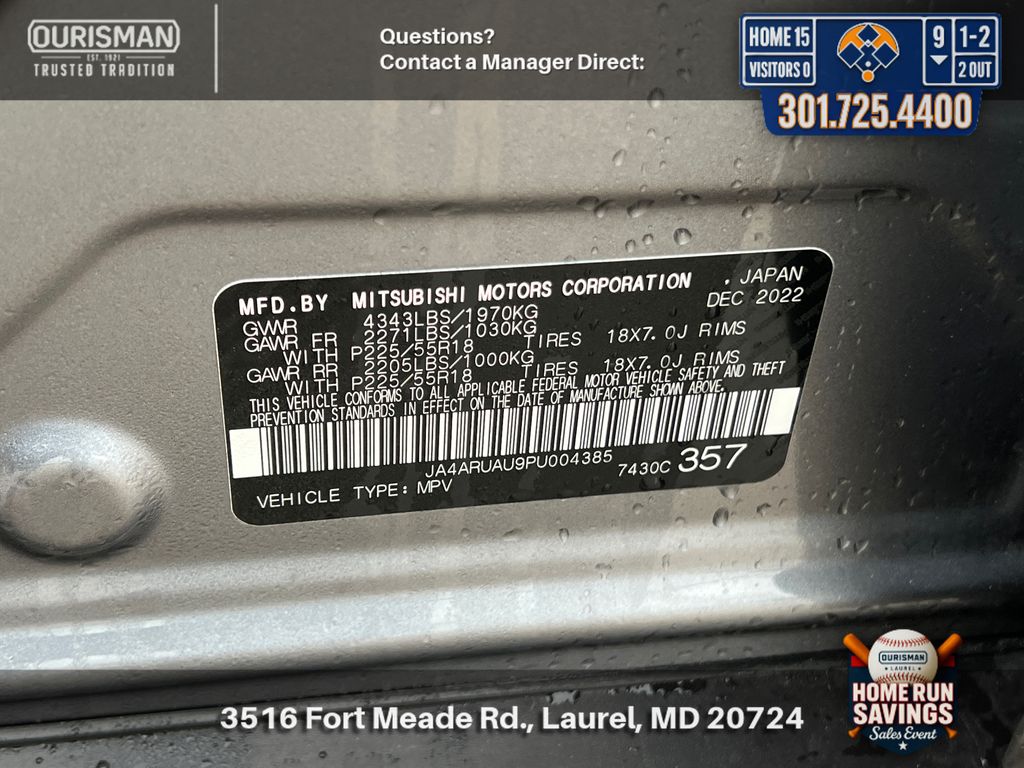 OURISMAN
EST. 1921
TRUSTED TRADITION
Questions?
Contact a Manager Direct:
HOME 15
VISITORS 0
9
1-2
2 OUT
301.725.4400
MFD.BY MITSUBISHI MOTORS CORPORATION , JAPAN
DEC 2022
GVWR 4343LBS/1970KG
GAWR FR 2271LBS/1030KG
WITH P225/55R18 TIRES 18X7.0J RIMS
GAWR RR 2205LBS/1000KG
WITH P225/55R18 TIRES 18X7.0J RIMS
THIS VEHICLE CONFORMS TO ALL APPLICABLE FEDERAL MOTOR VEHICLE SAFETY AND THEFT
PREVENTION STANDARDS IN EFFECT ON THE DATE OF MANUFACTURE SHOWN ABOVE.
JA4ARUAU9PU004385 7430C 357
VEHICLE TYPE: MPV
OURISMAN
LAUREL
HOME RUN
SAVINGS
Sales Event
3516 Fort Meade Rd., Laurel, MD 20724